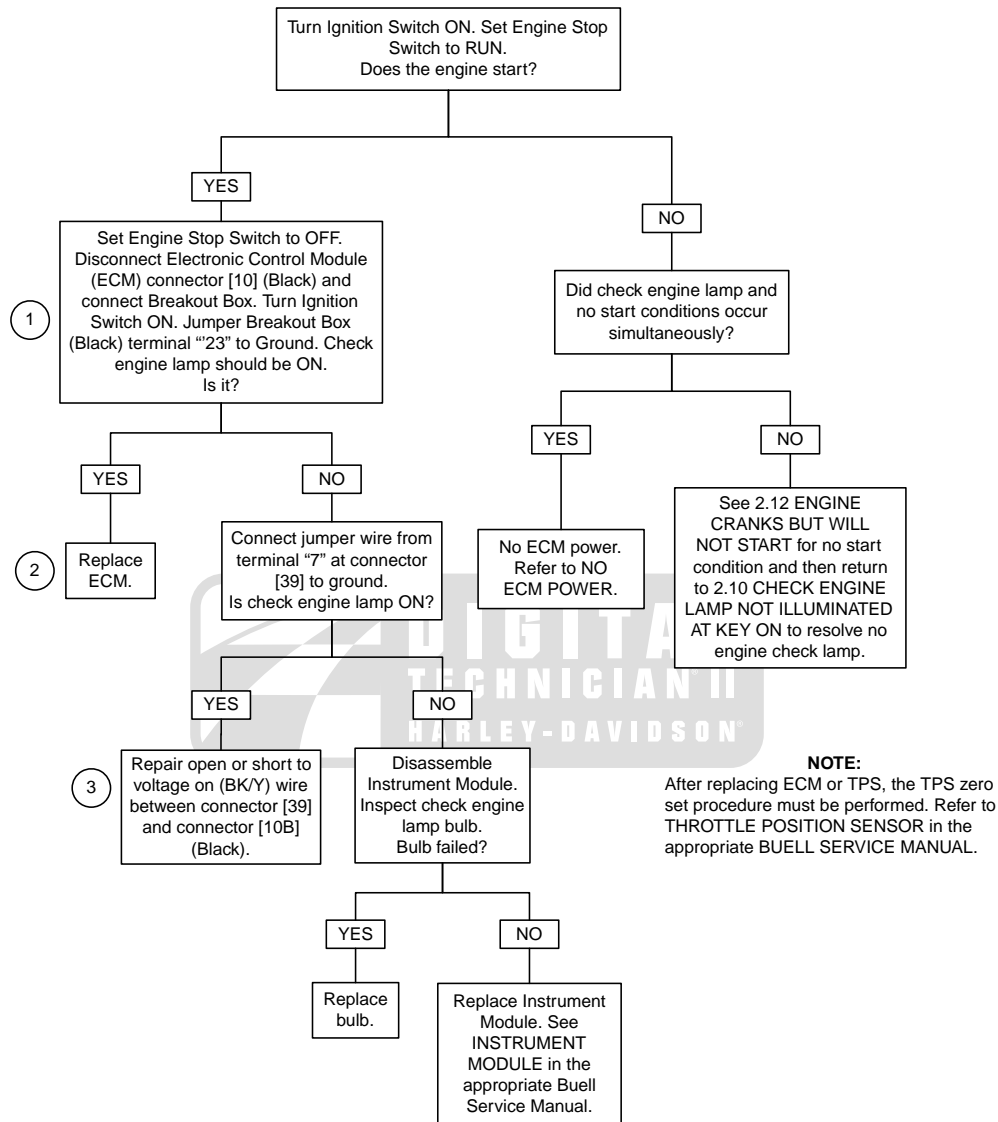 Turn Ignition Switch ON. Set Engine Stop
Switch to RUN.
Does the engine start?
YES
NO
1
Set Engine Stop Switch to OFF.
Disconnect Electronic Control Module
(ECM) connector [10] (Black) and
connect Breakout Box. Turn Ignition
Switch ON. Jumper Breakout Box
(Black) terminal “’23” to Ground. Check
engine lamp should be ON.
Is it?
Did check engine lamp and
no start conditions occur
simultaneously?
YES
NO
YES
NO
2
Replace
ECM.
Connect jumper wire from
terminal “7” at connector
[39] to ground.
Is check engine lamp ON?
No ECM power.
Refer to NO
ECM POWER.
See 2.12 ENGINE
CRANKS BUT WILL
NOT START for no start
condition and then return
to 2.10 CHECK ENGINE
LAMP NOT ILLUMINATED
AT KEY ON to resolve no
engine check lamp.
DIGITA
TECHNICIAN II
HARLEY-DAVIDSON®
YES
NO
3
Repair open or short to
voltage on (BK/Y) wire
between connector [39]
and connector [10B]
(Black).
Disassemble
Instrument Module.
Inspect check engine
lamp bulb.
Bulb failed?
NOTE:
After replacing ECM or TPS, the TPS zero
set procedure must be performed. Refer to
THROTTLE POSITION SENSOR in the
appropriate BUELL SERVICE MANUAL.
YES
NO
Replace
bulb.
Replace Instrument
Module. See
INSTRUMENT
MODULE in the
appropriate Buell
Service Manual.